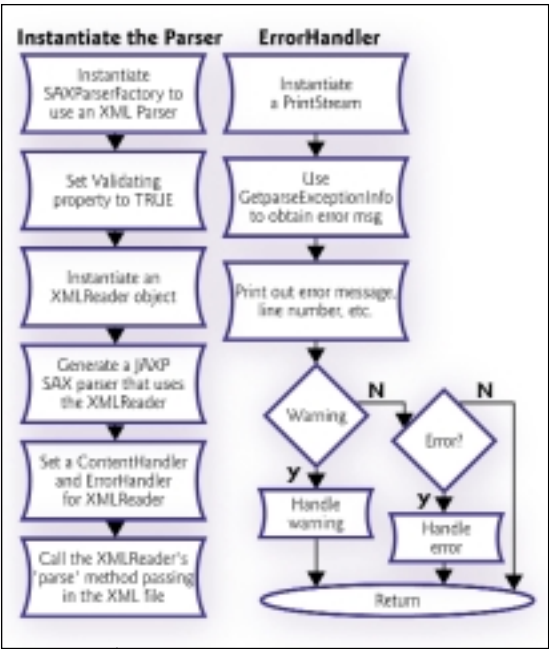 Instantiate the Parser
Instantiate
SAXParserFactory to
use an XML Parser
Set Validating
property to TRUE
Instantiate an
XMLReader object
Generate a JAXP
SAX parser that uses
the XMLReader
Set a ContentHandler
and ErrorHandler
for XMLReader
Call the XMLReader's
'parse' method passing
in the XML file
ErrorHandler
Instantiate
a PrintStream
Use
GetparseExceptionInfo
to obtain error msg
Print out error message,
line number, etc.
Warning
N
Error?
N
y
Handle
warning
y
Handle
error
Return